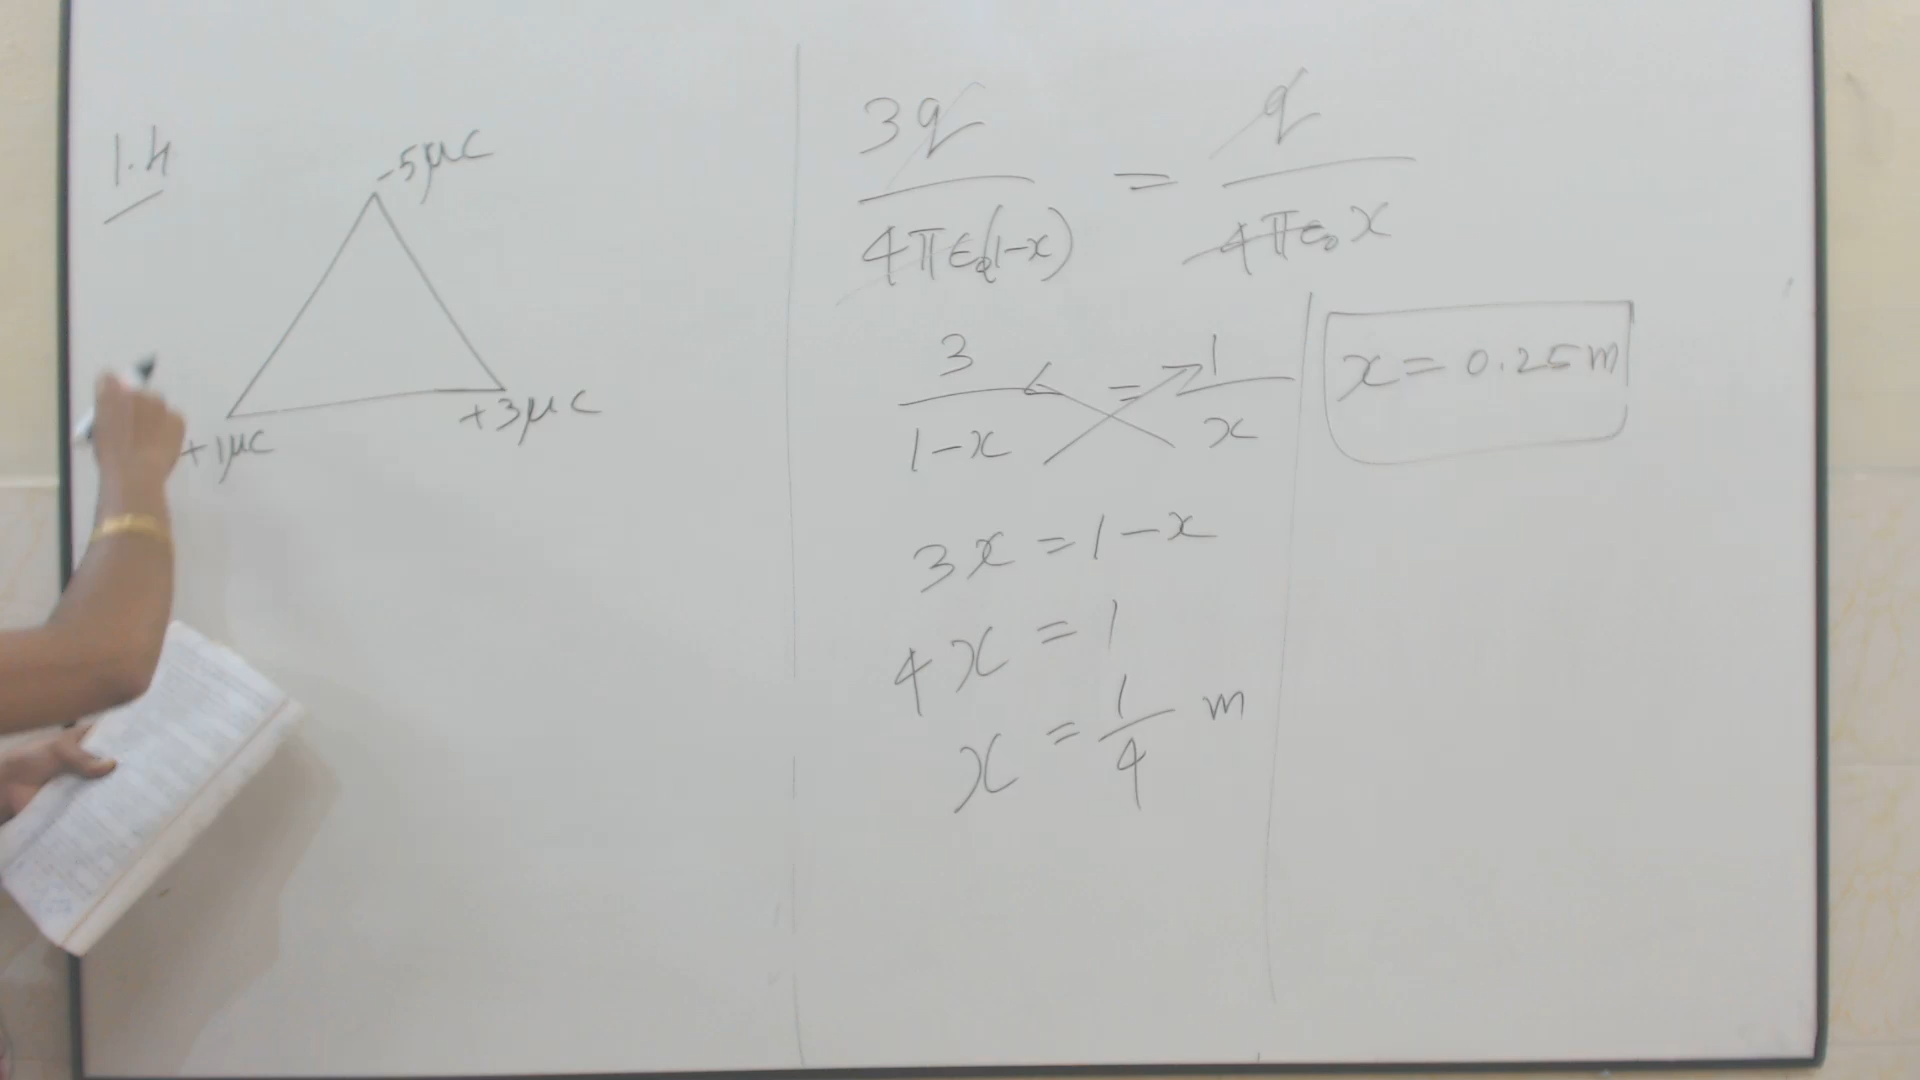 1.4
-5μC
+1μC
+3μC
3q/4πε₀(1-x) = q/4πε₀x
3/1-x = 1/x
3x = 1-x
4x = 1
x = 1/4 m
x = 0.25m